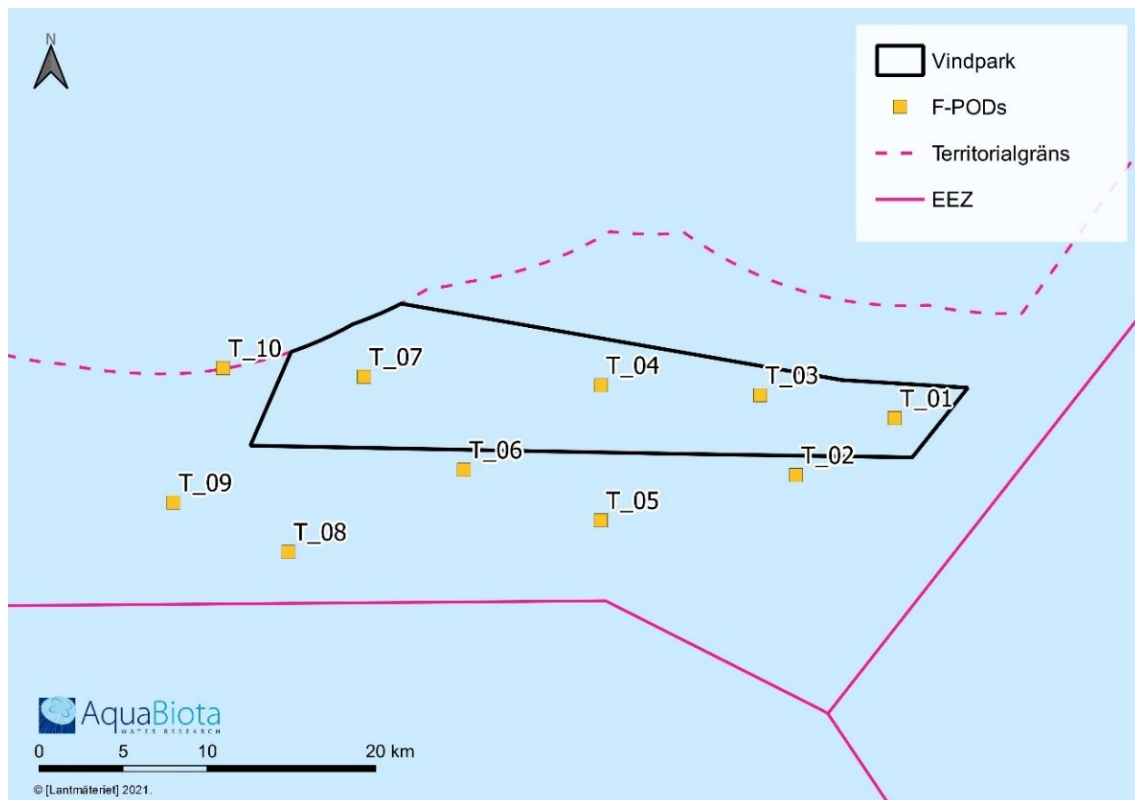 N
Vindpark
F-PODs
Territorialgräns
EEZ
T_10
T_07
T_04
T_03
T_01
T_06
T_02
T_09
T_05
T_08
AquaBiota
WATER RESEARCH
0 5 10 20 km
© [Lantmäteriet] 2021.